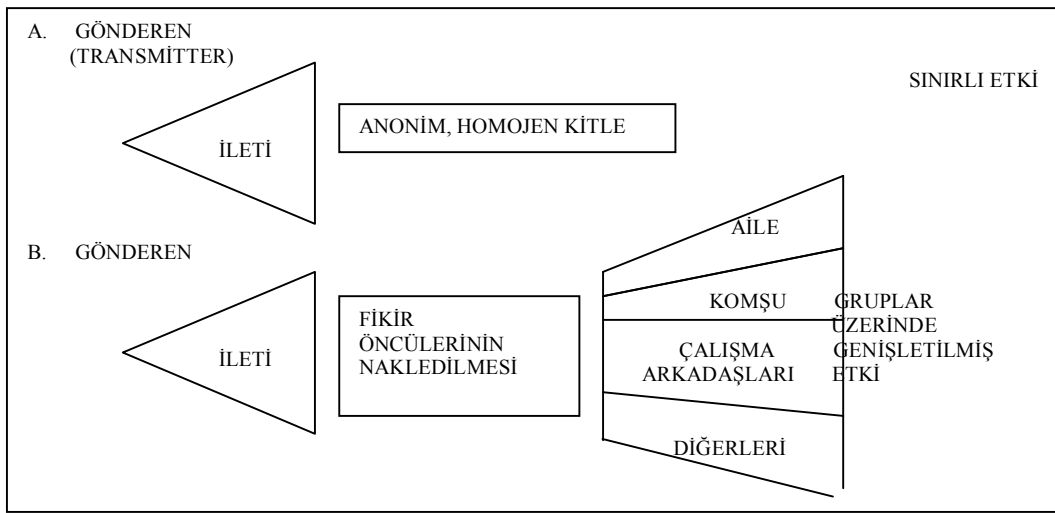 A. GÖNDEREN
(TRANSMİTTER)
SINIRLI ETKİ
İLETİ
ANONİM, HOMOJEN KİTLE
B. GÖNDEREN
İLETİ
FİKİR
ÖNCÜLERİNİN
NAKLEDİLMESİ
AİLE
KOMŞU
ÇALIŞMA
ARKADAŞLARI
DİĞERLERİ
GRUPLAR
ÜZERİNDE
GENİŞLETİLMİŞ
ETKİ